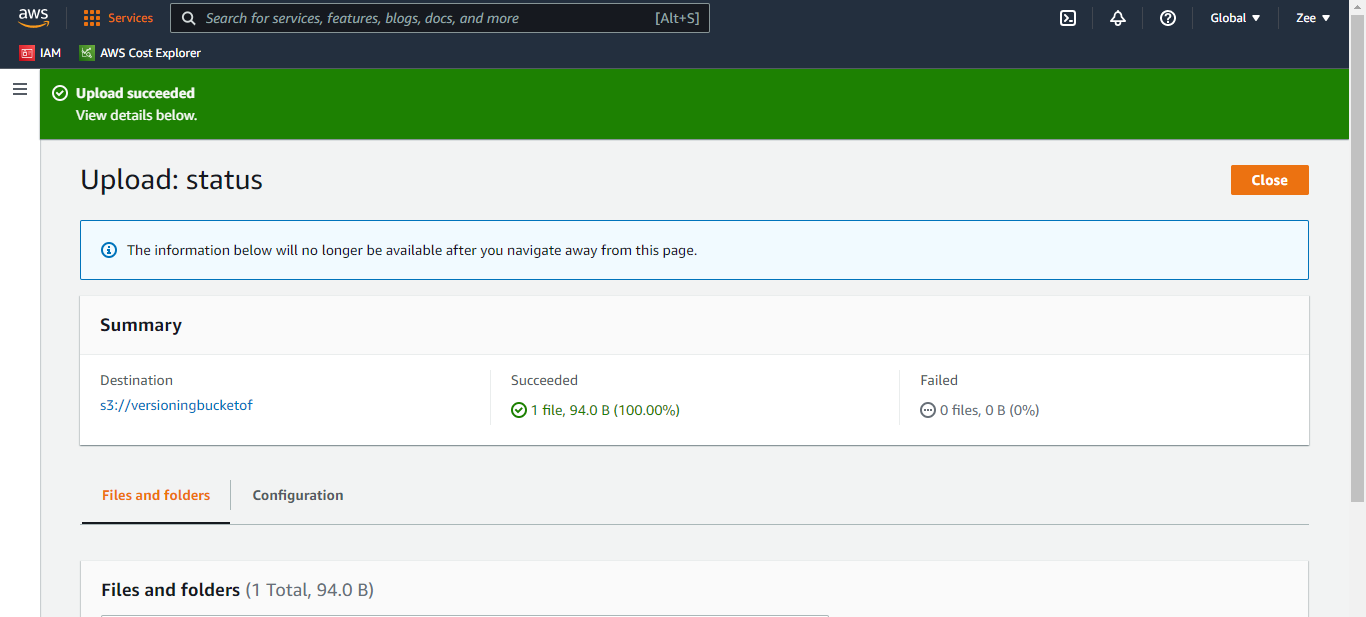 aws
Services
Search for services, features, blogs, docs, and more
[Alt+S]
Global
Zee
IAM
AWS Cost Explorer
Upload succeeded
View details below.
Upload: status
Close
The information below will no longer be available after you navigate away from this page.
Summary
Destination
s3://versioningbucketof
Succeeded
1 file, 94.0 B (100.00%)
Failed
0 files, 0 B (0%)
Files and folders
Configuration
Files and folders (1 Total, 94.0 B)